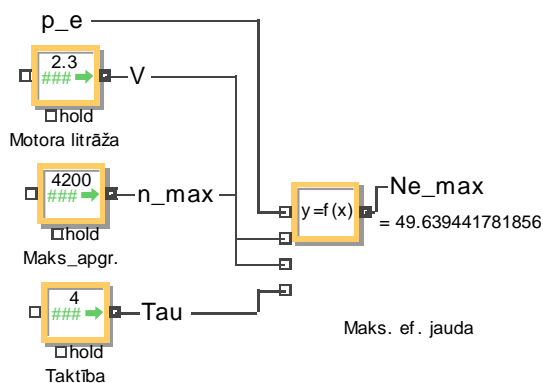 p_e
2.3
###
V
hold
Motora litrāža
4200
###
n_max
hold
Maks_apgr.
y=f(x)
Ne_max
= 49.639441781856
4
###
Tau
hold
Taktība
Maks. ef. jauda